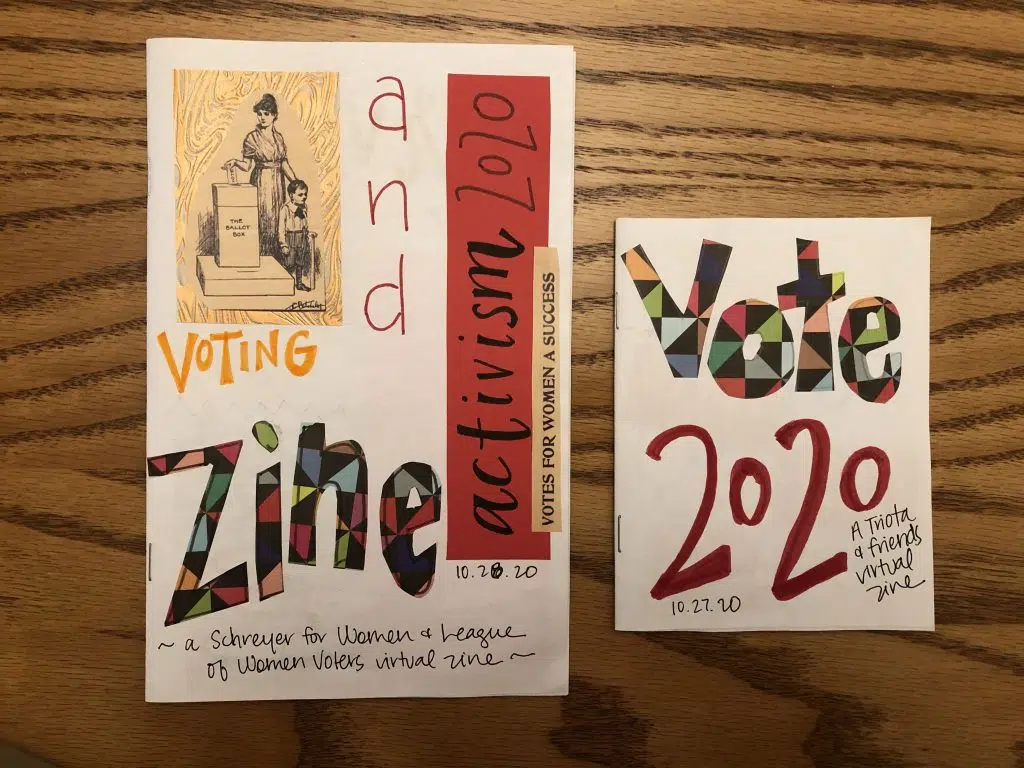 THE
BALLOT
BOX
VOTING
and
activism 2020
VOTES FOR WOMEN A SUCCESS
zine
10.28.20
~ a Schreyer for Women & League
of Women Voters virtual zine ~
Vote
2020
A Triota
& friends
virtual
zine
10.27.20